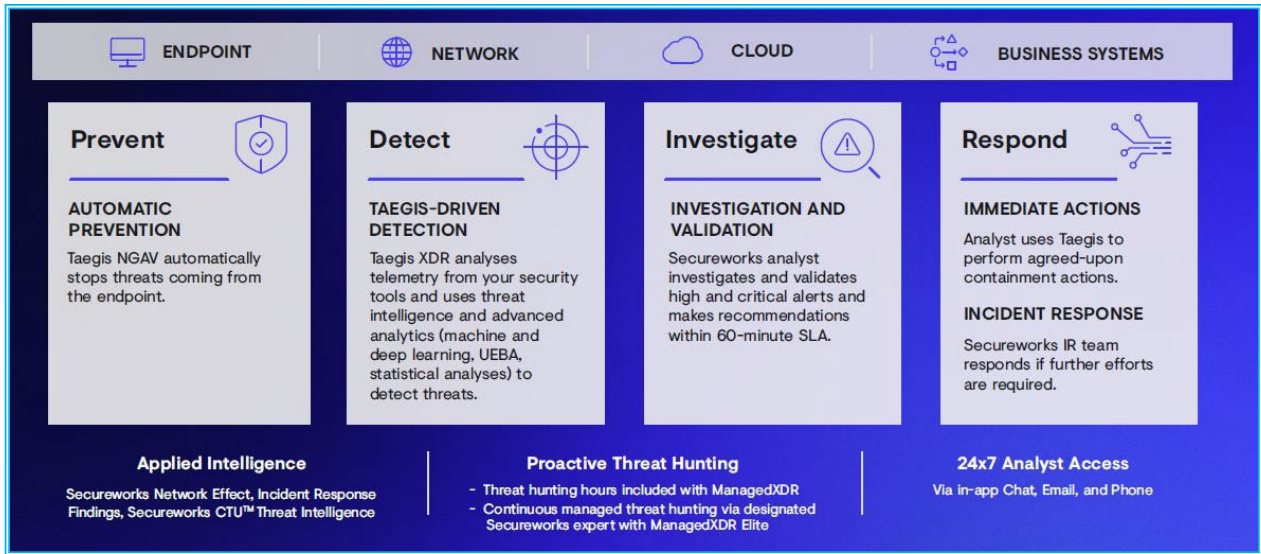 ENDPOINT
NETWORK
CLOUD
BUSINESS SYSTEMS
Prevent
AUTOMATIC
PREVENTION
Taegis NGAV automatically
stops threats coming from
the endpoint.
Detect
TAEGIS-DRIVEN
DETECTION
Taegis XDR analyses
telemetry from your security
tools and uses threat
intelligence and advanced
analytics (machine and
deep learning, UEBA,
statistical analyses) to
detect threats.
Investigate
INVESTIGATION AND
VALIDATION
Secureworks analyst
investigates and validates
high and critical alerts and
makes recommendations
within 60-minute SLA.
Respond
IMMEDIATE ACTIONS
Analyst uses Taegis to
perform agreed-upon
containment actions.
INCIDENT RESPONSE
Secureworks IR team
responds if further efforts
are required.
Applied Intelligence
Secureworks Network Effect, Incident Response
Findings, Secureworks CTU™ Threat Intelligence
Proactive Threat Hunting
- Threat hunting hours included with ManagedXDR
- Continuous managed threat hunting via designated
Secureworks expert with ManagedXDR Elite
24x7 Analyst Access
Via in-app Chat, Email, and Phone